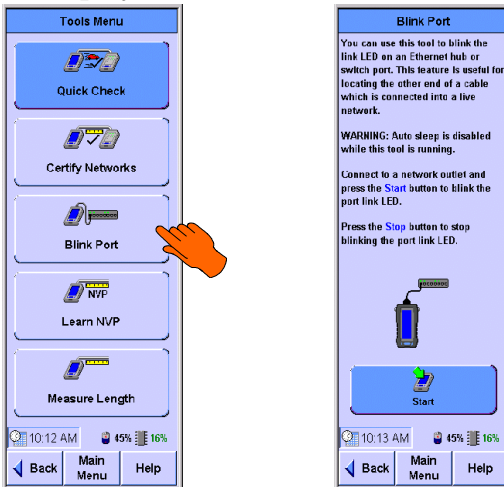 Tools Menu
Quick Check
Certify Networks
Blink Port
NVP
Learn NVP
Measure Length
10:12 AM 45% 16%
Back Main Menu Help
Blink Port
You can use this tool to blink the
link LED on an Ethernet hub or
switch port. This feature is useful for
locating the other end of a cable
which is connected into a live
network.
WARNING: Auto sleep is disabled
while this tool is running.
Connect to a network outlet and
press the Start button to blink the
port link LED.
Press the Stop button to stop
blinking the port link LED.
Start
10:13 AM 45% 16%
Back Main Menu Help